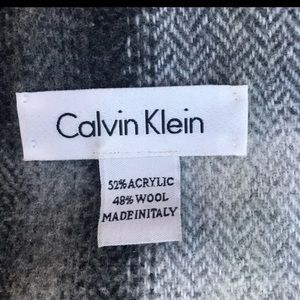 Calvin Klein
52% ACRYLIC
48% WOOL
MADE IN ITALY